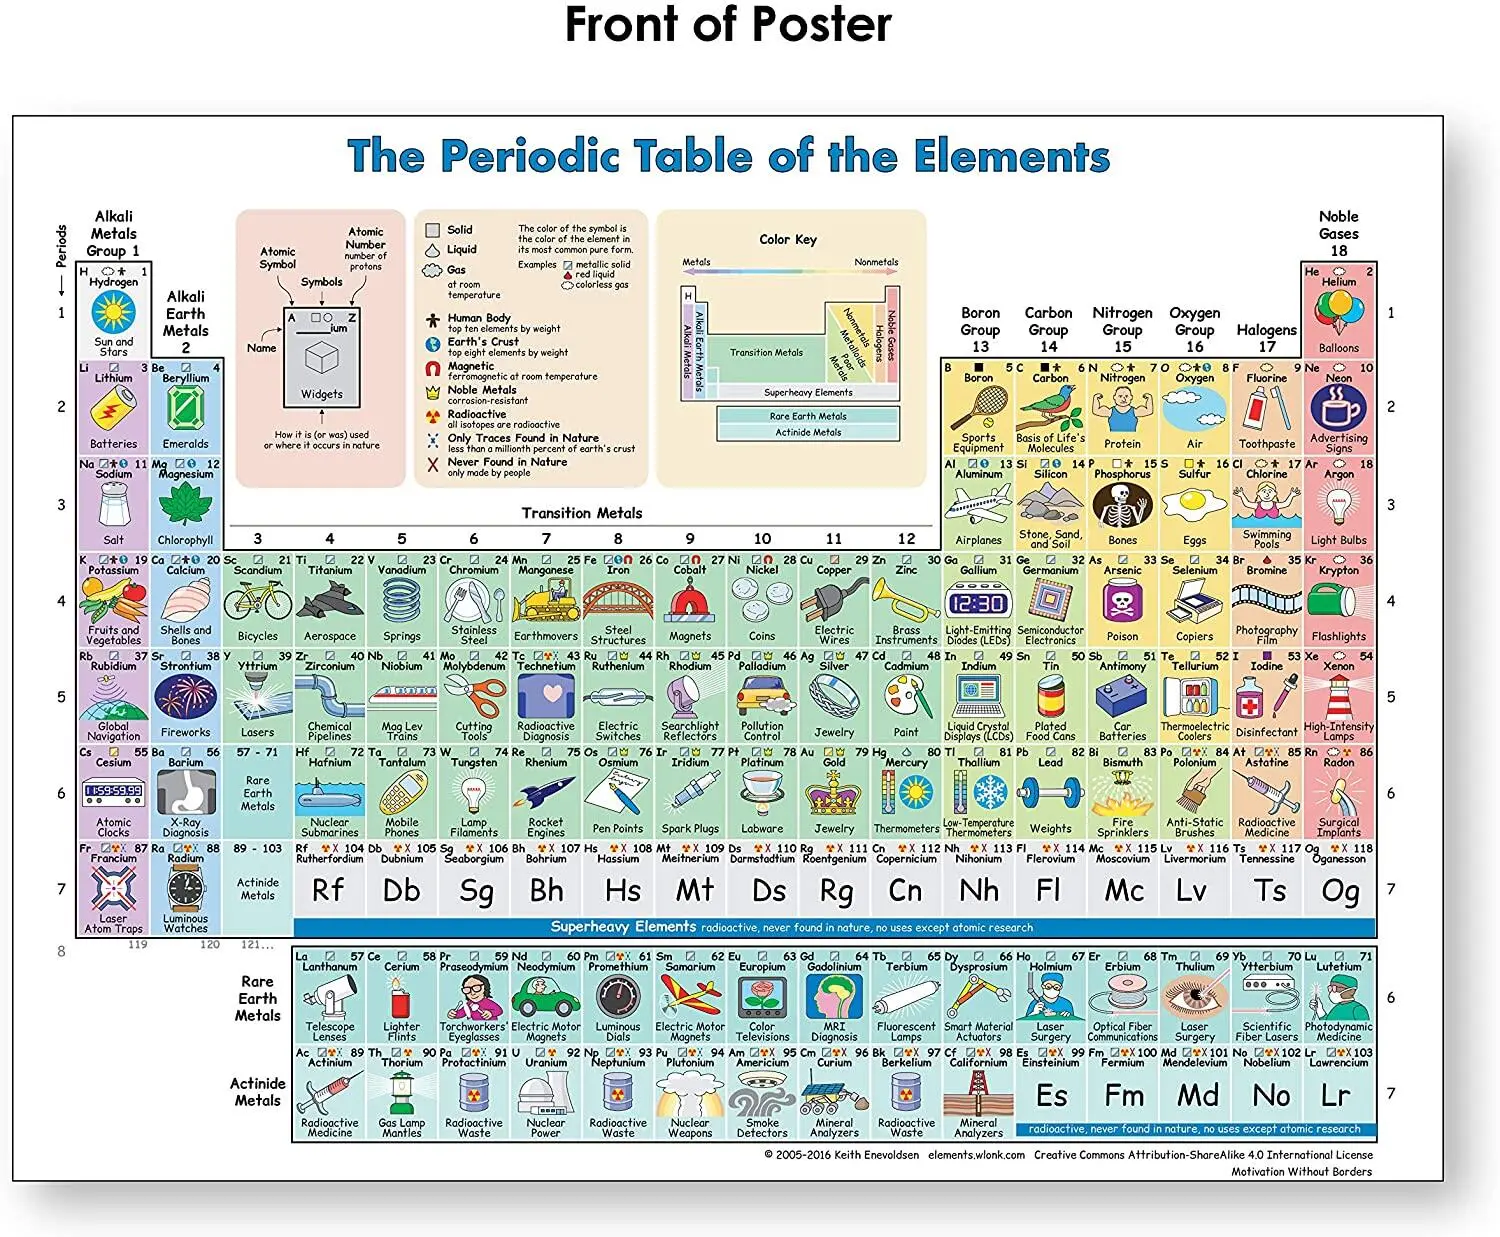 Front of Poster
The Periodic Table of the Elements
Periods
Alkali
Metals
Group 1
Alkali
Earth
Metals
2
Atomic
Symbol
Atomic
Number
number of
protons
Symbols
A Z
____ium
Name
Widgets
How it is (or was) used
or where it occurs in nature
Solid
Liquid
Gas
at room
temperature
The color of the symbol is
the color of the element in
its most common pure form.
Examples
metallic solid
red liquid
colorless gas
Human Body
top ten elements by weight
Earth's Crust
top eight elements by weight
Magnetic
ferromagnetic at room temperature
Noble Metals
corrosion-resistant
Radioactive
all isotopes are radioactive
Only Traces Found in Nature
less than a millionth percent of earth's crust
Never Found in Nature
only made by people
Color Key
Metals Nonmetals
H
Alkali Metals
Alkali Earth Metals
Transition Metals
Nonmetals
Metalloids
Poor Metals
Halogens
Noble Gases
Superheavy Elements
Rare Earth Metals
Actinide Metals
Boron
Group
13
Carbon
Group
14
Nitrogen
Group
15
Oxygen
Group
16
Halogens
17
Noble
Gases
18
1
H 1
Hydrogen
Sun and
Stars
He 2
Helium
Balloons
1
2
Li 3
Lithium
Batteries
Be 4
Beryllium
Emeralds
B 5
Boron
Sports
Equipment
C 6
Carbon
Basis of Life's
Molecules
N 7
Nitrogen
Protein
O 8
Oxygen
Air
F 9
Fluorine
Toothpaste
Ne 10
Neon
Advertising
Signs
2
3
Na 11
Sodium
Salt
Mg 12
Magnesium
Chlorophyll
Transition Metals
3 4 5 6 7 8 9 10 11 12
Al 13
Aluminum
Airplanes
Si 14
Silicon
Stone, Sand,
and Soil
P 15
Phosphorus
Bones
S 16
Sulfur
Eggs
Cl 17
Chlorine
Swimming
Pools
Ar 18
Argon
Light Bulbs
3
4
K 19
Potassium
Fruits and
Vegetables
Ca 20
Calcium
Shells and
Bones
Sc 21
Scandium
Bicycles
Ti 22
Titanium
Aerospace
V 23
Vanadium
Springs
Cr 24
Chromium
Stainless
Steel
Mn 25
Manganese
Earthmovers
Fe 26
Iron
Steel
Structures
Co 27
Cobalt
Magnets
Ni 28
Nickel
Coins
Cu 29
Copper
Electric
Wires
Zn 30
Zinc
Brass
Instruments
Ga 31
Gallium
12:30
Light-Emitting
Diodes (LEDs)
Ge 32
Germanium
Semiconductor
Electronics
As 33
Arsenic
Poison
Se 34
Selenium
Copiers
Br 35
Bromine
Photography
Film
Kr 36
Krypton
Flashlights
4
5
Rb 37
Rubidium
Global
Navigation
Sr 38
Strontium
Fireworks
Y 39
Yttrium
Lasers
Zr 40
Zirconium
Chemical
Pipelines
Nb 41
Niobium
Mag Lev
Trains
Mo 42
Molybdenum
Cutting
Tools
Tc 43
Technetium
Radioactive
Diagnosis
Ru 44
Ruthenium
Electric
Switches
Rh 45
Rhodium
Searchlight
Reflectors
Pd 46
Palladium
Pollution
Control
Ag 47
Silver
Jewelry
Cd 48
Cadmium
Paint
In 49
Indium
Liquid Crystal
Displays (LCDs)
Sn 50
Tin
Plated
Food Cans
Sb 51
Antimony
Car
Batteries
Te 52
Tellurium
Thermoelectric
Coolers
I 53
Iodine
Disinfectant
Xe 54
Xenon
High-Intensity
Lamps
5
6
Cs 55
Cesium
11:59:59.99
Atomic
Clocks
Ba 56
Barium
X-Ray
Diagnosis
57 - 71
Rare
Earth
Metals
Hf 72
Hafnium
Nuclear
Submarines
Ta 73
Tantalum
Mobile
Phones
W 74
Tungsten
Lamp
Filaments
Re 75
Rhenium
Rocket
Engines
Os 76
Osmium
Pen Points
Ir 77
Iridium
Spark Plugs
Pt 78
Platinum
Labware
Au 79
Gold
Jewelry
Hg 80
Mercury
Thermometers
Tl 81
Thallium
Low-Temperature
Thermometers
Pb 82
Lead
Weights
Bi 83
Bismuth
Fire
Sprinklers
Po 84
Polonium
Anti-Static
Brushes
At 85
Astatine
Radioactive
Medicine
Rn 86
Radon
Surgical
Implants
6
7
Fr 87
Francium
Laser
Atom Traps
Ra 88
Radium
Luminous
Watches
89 - 103
Actinide
Metals
Rf 104
Rutherfordium
Rf
Db 105
Dubnium
Db
Sg 106
Seaborgium
Sg
Bh 107
Bohrium
Bh
Hs 108
Hassium
Hs
Mt 109
Meitnerium
Mt
Ds 110
Darmstadtium
Ds
Rg 111
Roentgenium
Rg
Cn 112
Copernicium
Cn
Nh 113
Nihonium
Nh
Fl 114
Flerovium
Fl
Mc 115
Moscovium
Mc
Lv 116
Livermorium
Lv
Ts 117
Tennessine
Ts
Og 118
Oganesson
Og
7
Superheavy Elements radioactive, never found in nature, no uses except atomic research
8 119 120 121...
Rare
Earth
Metals
La 57
Lanthanum
Telescope
Lenses
Ce 58
Cerium
Lighter
Flints
Pr 59
Praseodymium
Torchworkers'
Eyeglasses
Nd 60
Neodymium
Electric Motor
Magnets
Pm 61
Promethium
Luminous
Dials
Sm 62
Samarium
Electric Motor
Magnets
Eu 63
Europium
Color
Televisions
Gd 64
Gadolinium
MRI
Diagnosis
Tb 65
Terbium
Fluorescent
Lamps
Dy 66
Dysprosium
Smart Material
Actuators
Ho 67
Holmium
Laser
Surgery
Er 68
Erbium
Optical Fiber
Communications
Tm 69
Thulium
Laser
Surgery
Yb 70
Ytterbium
Scientific
Fiber Lasers
Lu 71
Lutetium
Photodynamic
Medicine
6
Actinide
Metals
Ac 89
Actinium
Radioactive
Medicine
Th 90
Thorium
Gas Lamp
Mantles
Pa 91
Protactinium
Radioactive
Waste
U 92
Uranium
Nuclear
Power
Np 93
Neptunium
Radioactive
Waste
Pu 94
Plutonium
Nuclear
Weapons
Am 95
Americium
Smoke
Detectors
Cm 96
Curium
Mineral
Analyzers
Bk 97
Berkelium
Radioactive
Waste
Cf 98
Californium
Mineral
Analyzers
Es 99
Einsteinium
Es
Fm 100
Fermium
Fm
Md 101
Mendelevium
Md
No 102
Nobelium
No
Lr 103
Lawrencium
Lr
7
radioactive, never found in nature, no uses except atomic research
© 2005-2016 Keith Enevoldsen elements.wlonk.com Creative Commons Attribution-ShareAlike 4.0 International License
Motivation Without Borders